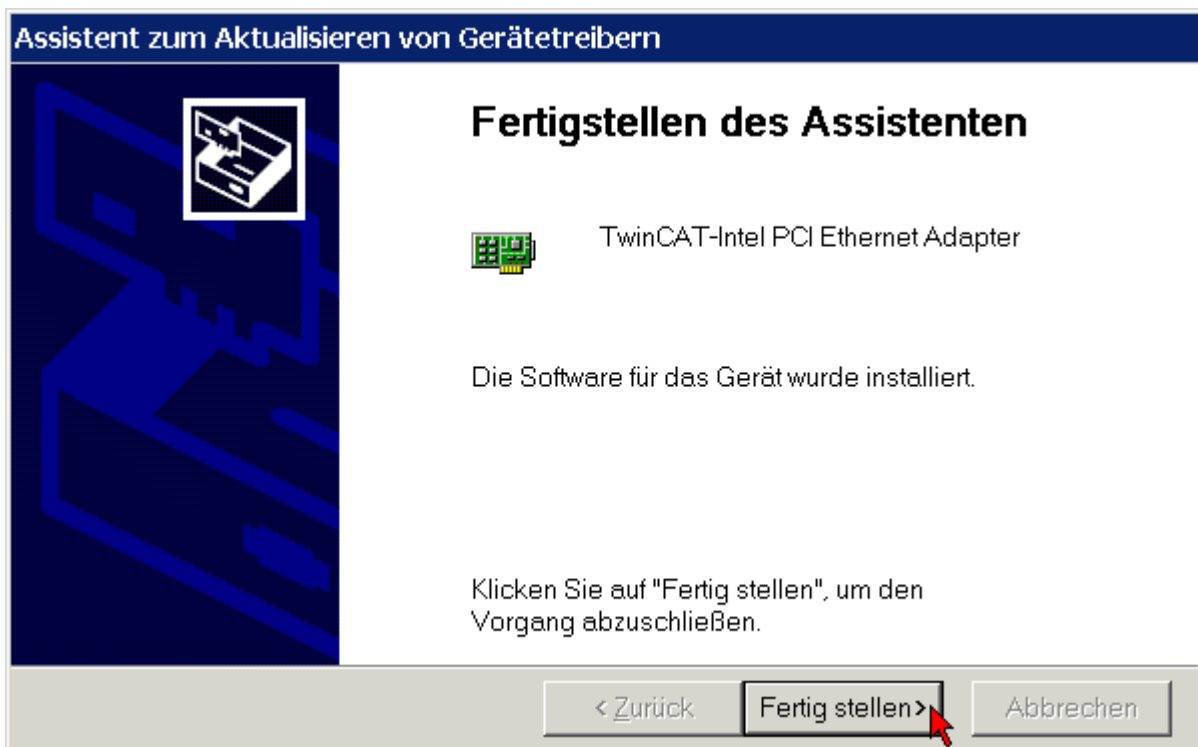 Assistent zum Aktualisieren von Gerätetreibern
Fertigstellen des Assistenten
TwinCAT-Intel PCI Ethernet Adapter
Die Software für das Gerät wurde installiert.
Klicken Sie auf "Fertig stellen", um den
Vorgang abzuschließen.
< Zurück
Fertig stellen>
Abbrechen